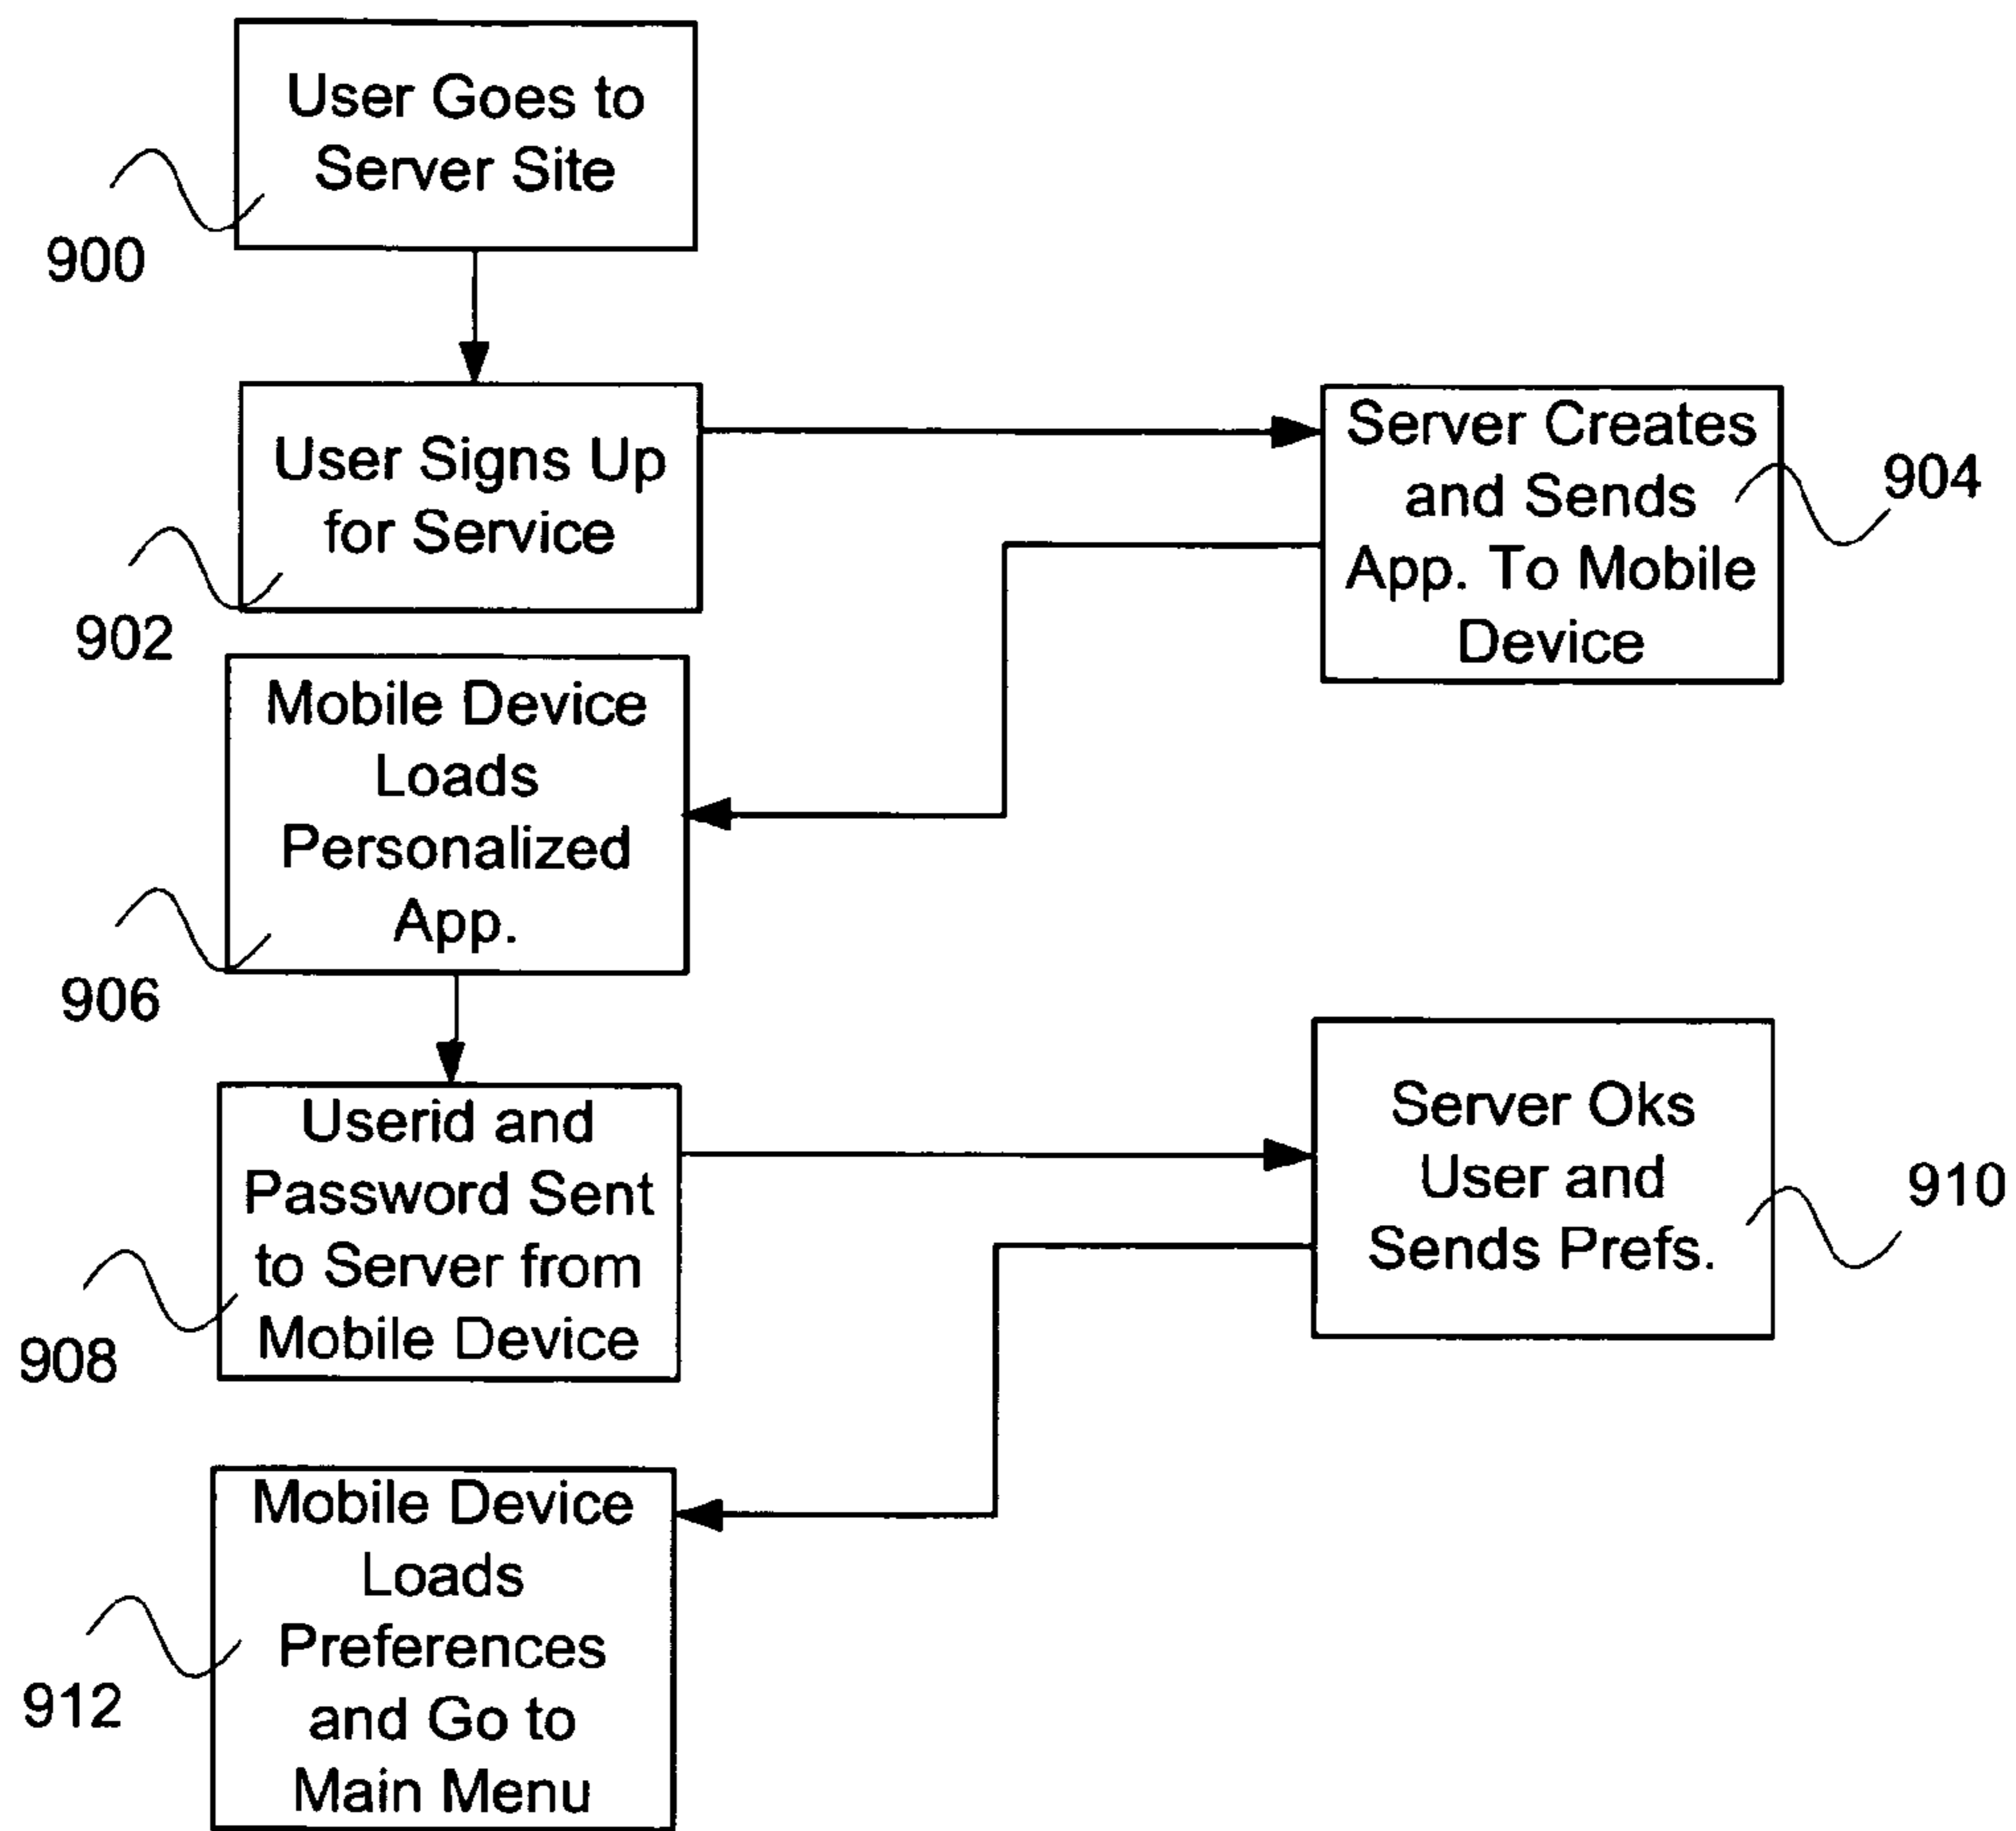 User Goes to
Server Site
900
User Signs Up
for Service
902
Server Creates
and Sends
App. To Mobile
Device
904
Mobile Device
Loads
Personalized
App.
906
Userid and
Password Sent
to Server from
Mobile Device
908
Server Oks
User and
Sends Prefs.
910
Mobile Device
Loads
Preferences
and Go to
Main Menu
912